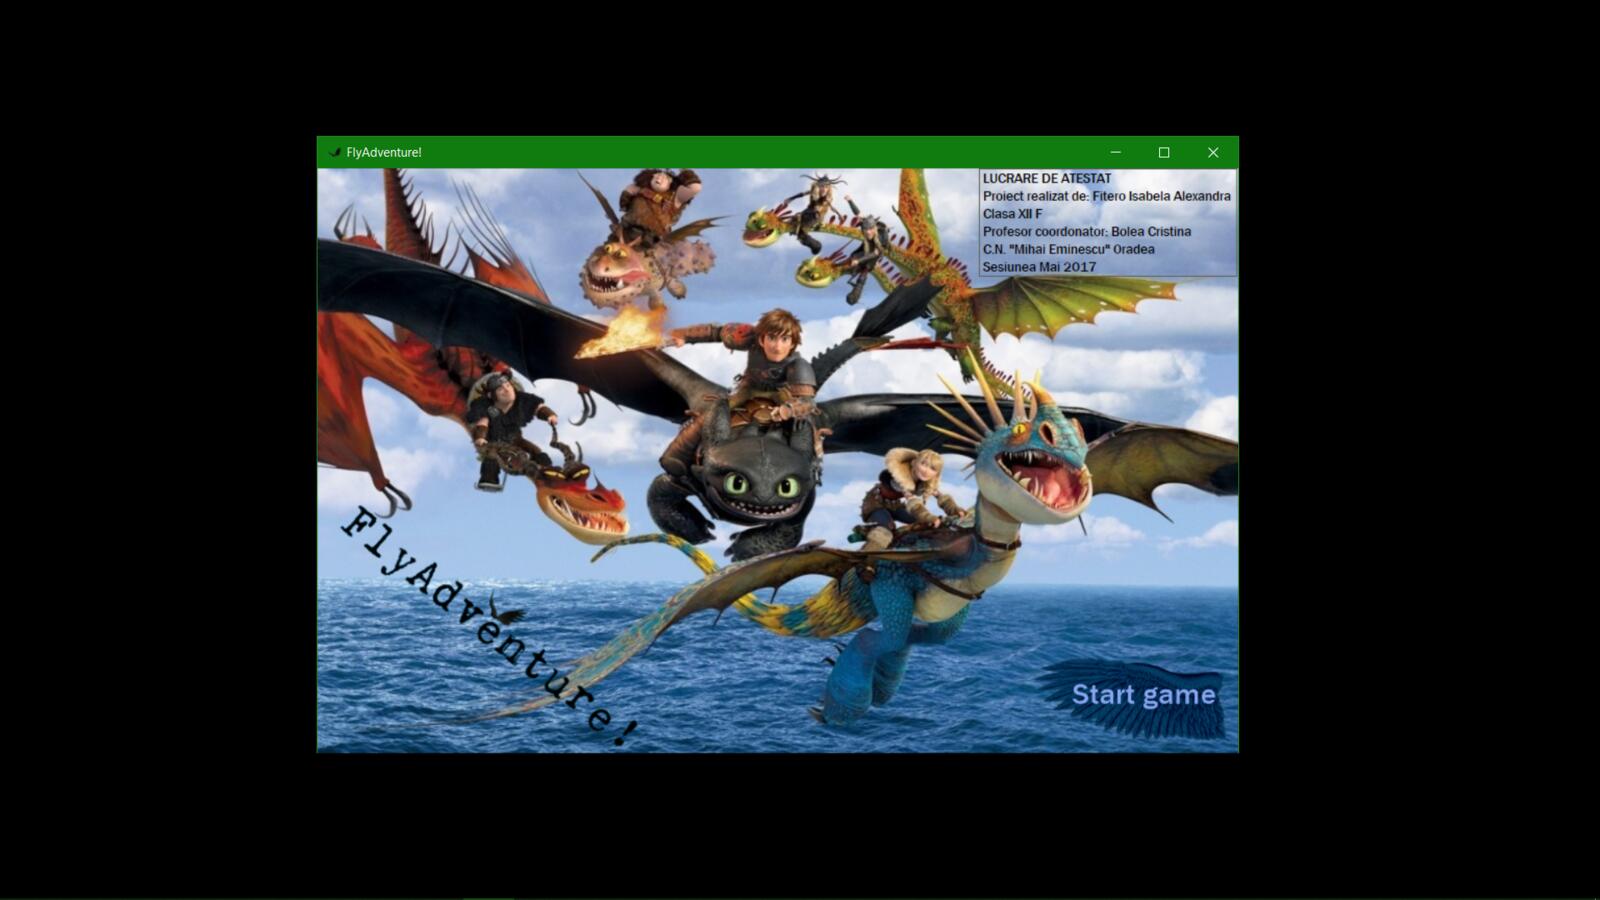 FlyAdventure!
LUCRARE DE ATESTAT
Proiect realizat de: Fitero Isabela Alexandra
Clasa XII F
Profesor coordonator: Bolea Cristina
C.N. "Mihai Eminescu" Oradea
Sesiunea Mai 2017
FlyAdventure!
Start game